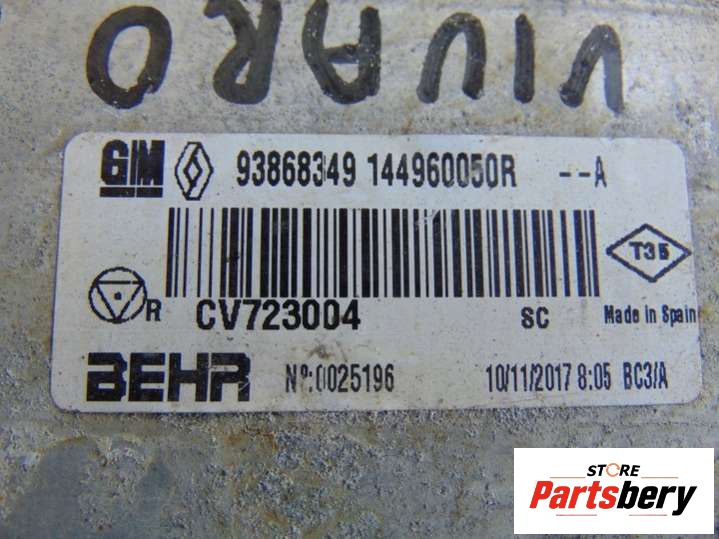 VIVARO
GM 93868349 144960050R --A
T35
R CV723004 SC Made in Spain
BEHR Nº:0025196 10/11/2017 8:05 BC3/A
STORE
Partsbery